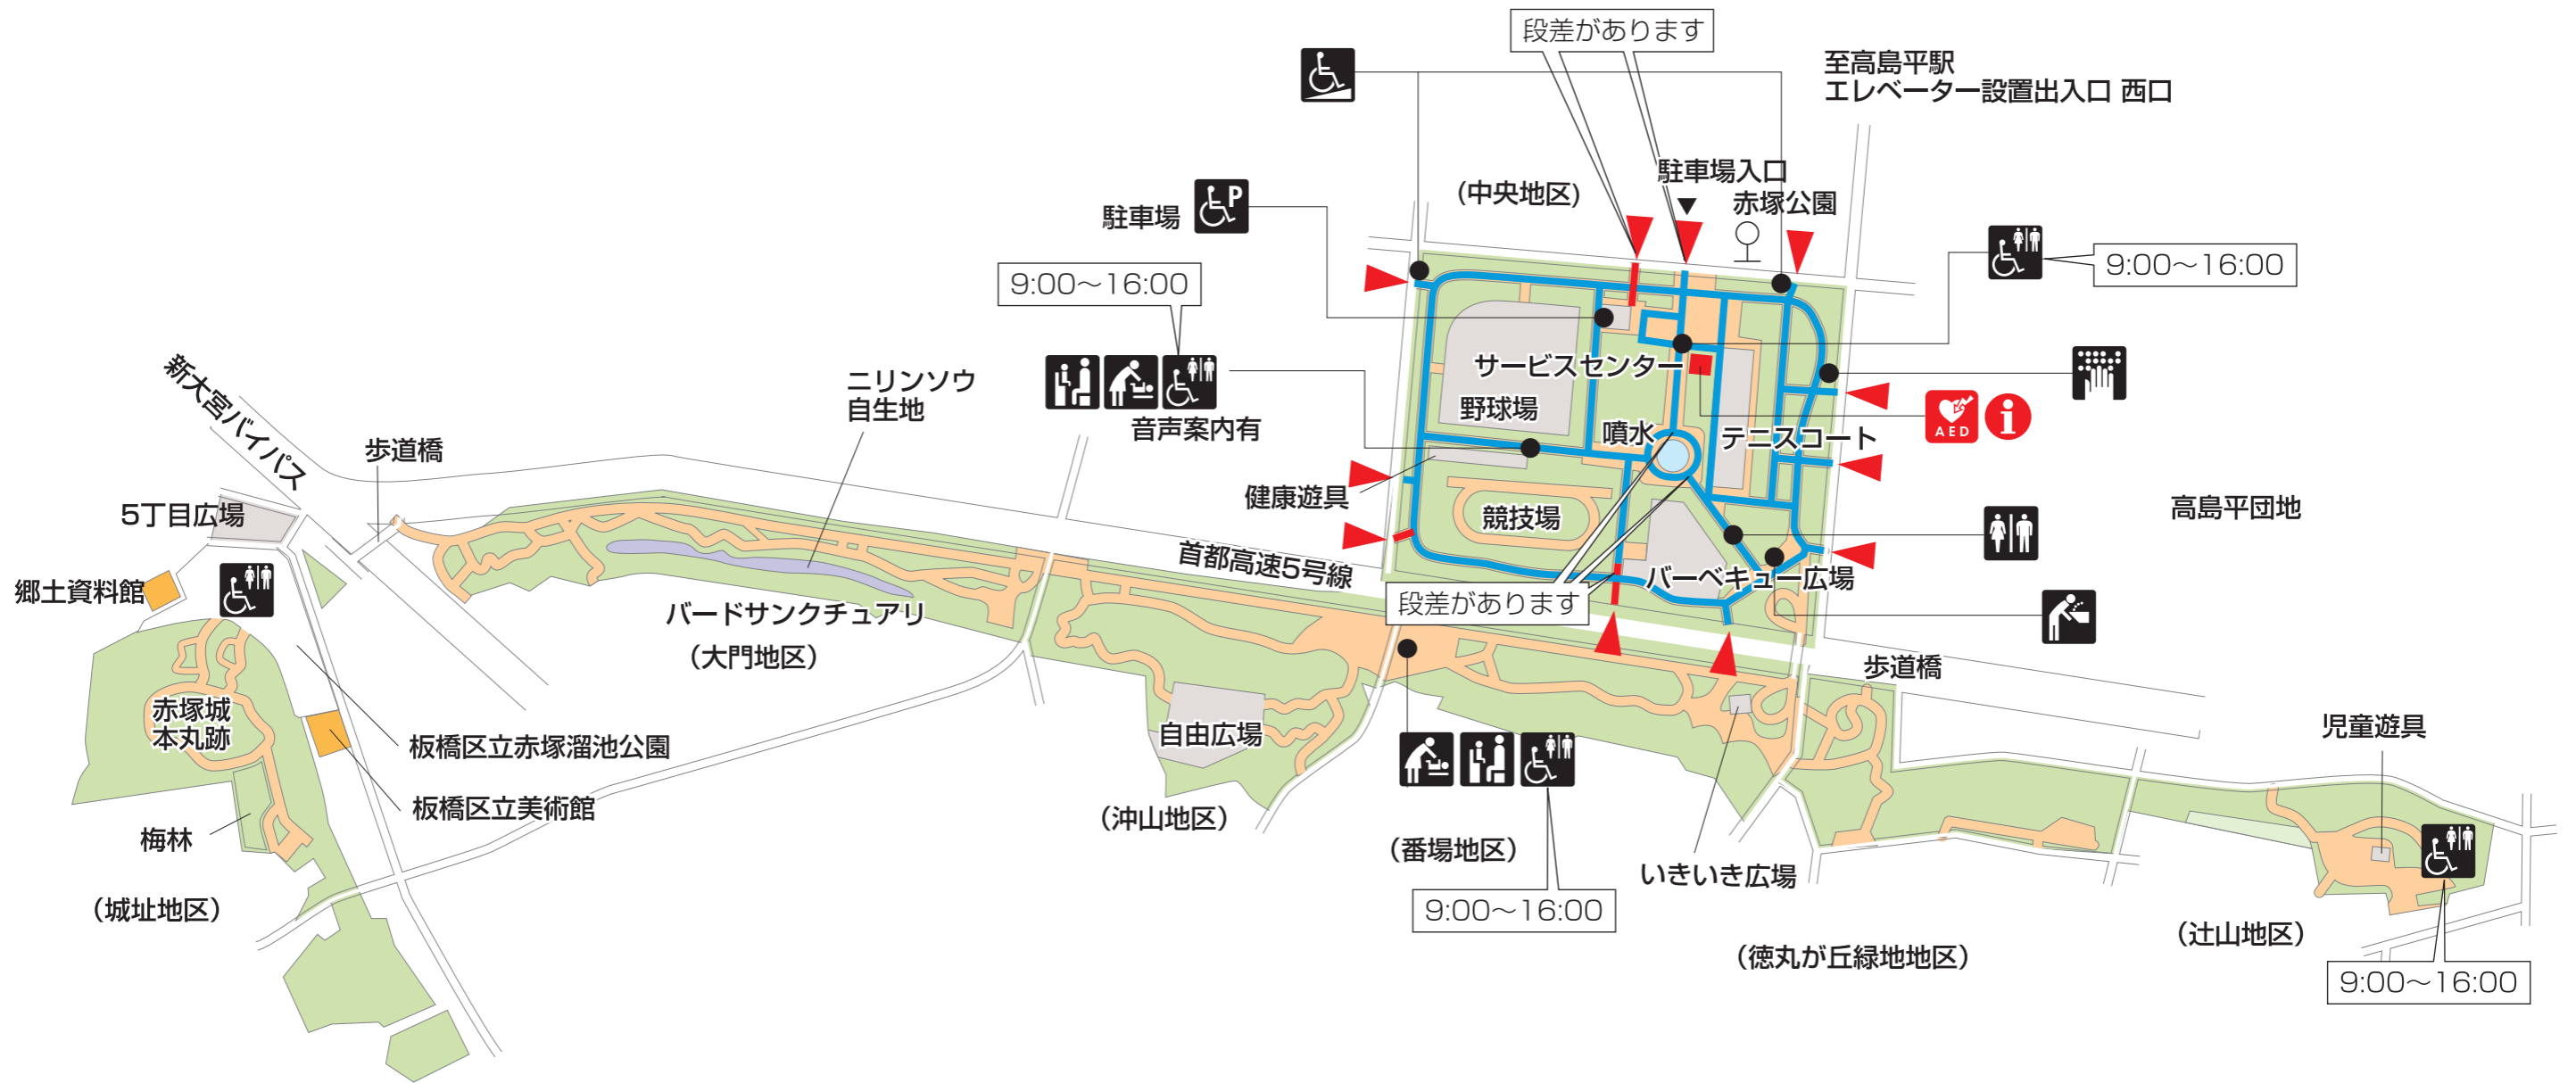 段差があります
至高島平駅
エレベーター設置出入口 西口
(中央地区)
駐車場入口
赤塚公園
駐車場
P
9:00～16:00
9:00～16:00
サービスセンター
野球場
噴水
テニスコート
AED
i
音声案内有
ニリンソウ
自生地
新大宮バイパス
歩道橋
5丁目広場
健康遊具
競技場
高島平団地
首都高速5号線
バーベキュー広場
段差があります
郷土資料館
バードサンクチュアリ
(大門地区)
歩道橋
赤塚城
本丸跡
自由広場
板橋区立赤塚溜池公園
児童遊具
板橋区立美術館
梅林
(沖山地区)
(番場地区)
いきいき広場
9:00～16:00
(城址地区)
(徳丸が丘緑地地区)
(辻山地区)
9:00～16:00